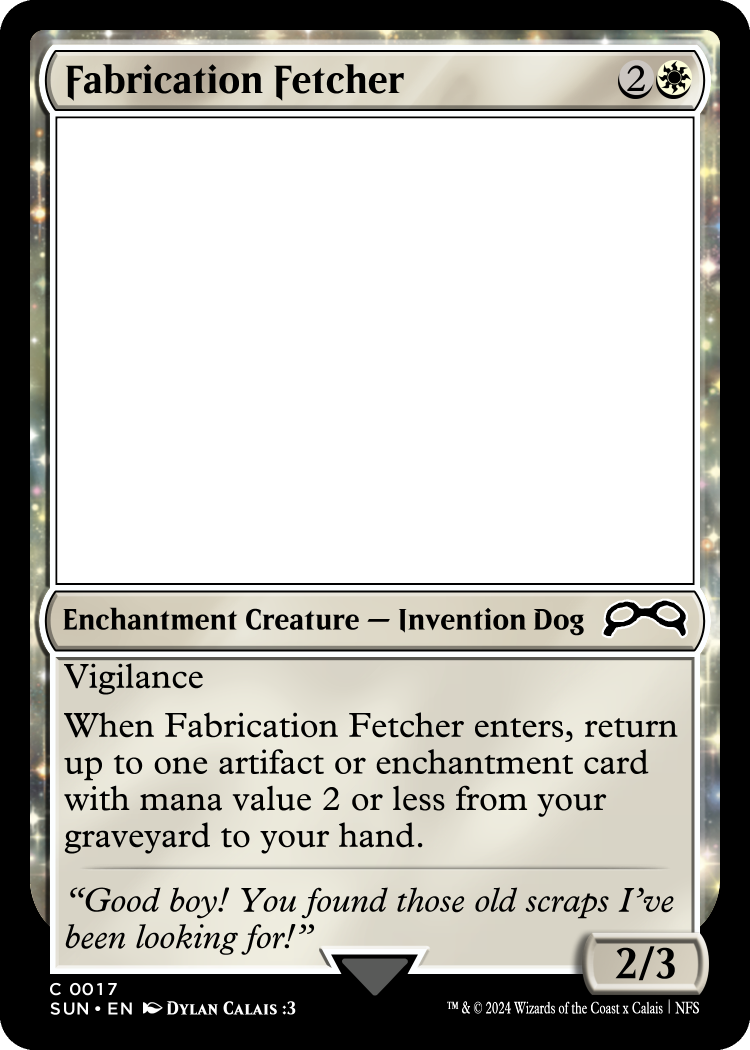 Fabrication Fetcher 2
Enchantment Creature — Invention Dog
Vigilance
When Fabrication Fetcher enters, return
up to one artifact or enchantment card
with mana value 2 or less from your
graveyard to your hand.
“Good boy! You found those old scraps I’ve
been looking for!”
2/3
C 0017
SUN • EN Dylan Calais :3
™ & © 2024 Wizards of the Coast x Calais | NFS